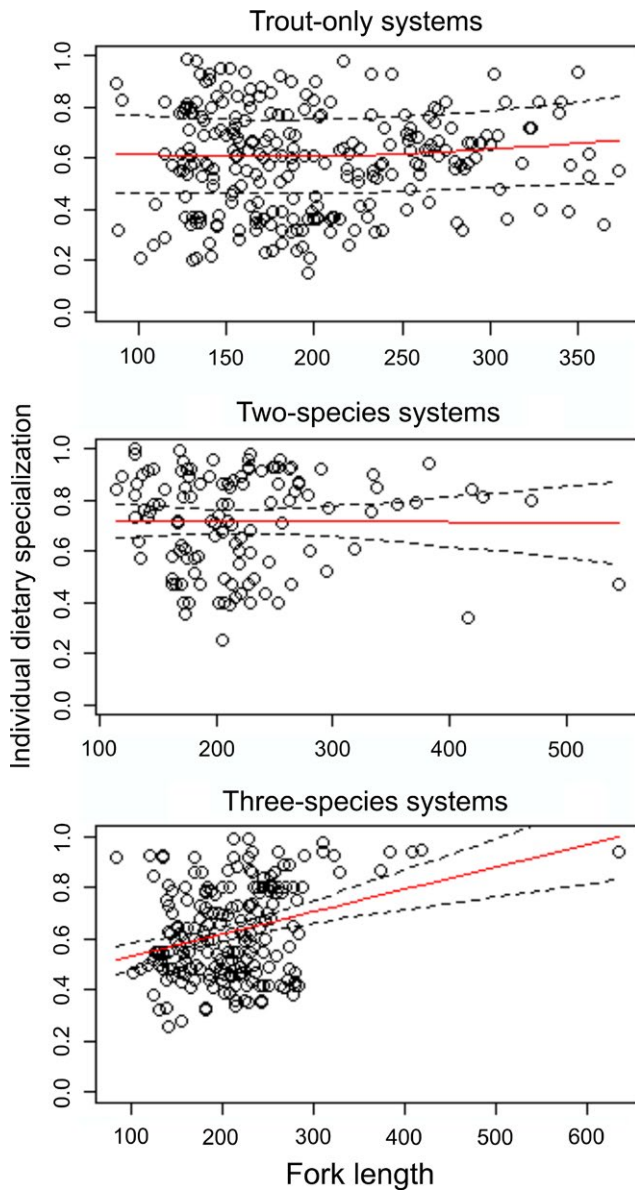 Trout-only systems
0.0 0.2 0.4 0.6 0.8 1.0
100 150 200 250 300 350
Two-species systems
Individual dietary specialization
0.0 0.2 0.4 0.6 0.8 1.0
100 200 300 400 500
Three-species systems
0.0 0.2 0.4 0.6 0.8 1.0
100 200 300 400 500 600
Fork length